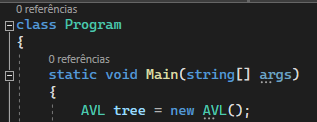 0 referências
class Program
{
0 referências
static void Main(string[] args)
{
AVL tree = new AVL();